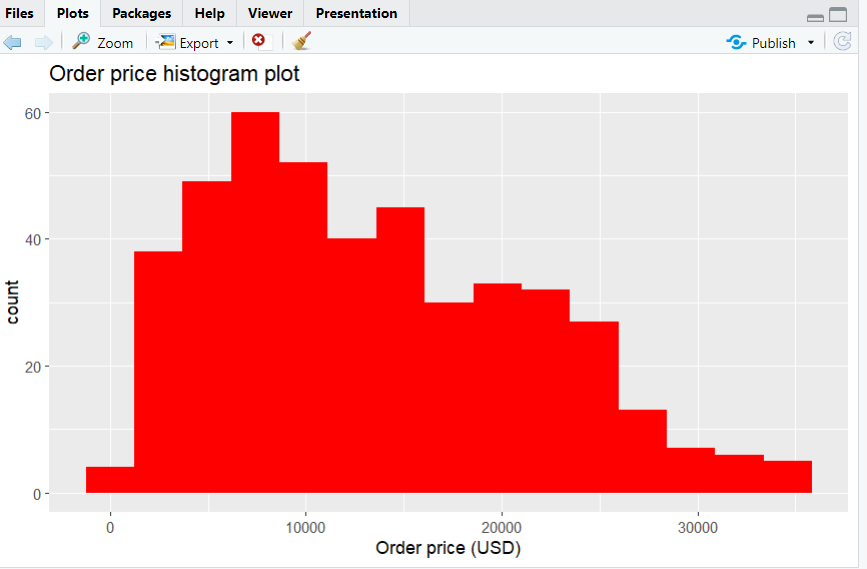 Files Plots Packages Help Viewer Presentation
Zoom Export Publish
Order price histogram plot
60
40
20
0
count
0 10000 20000 30000
Order price (USD)